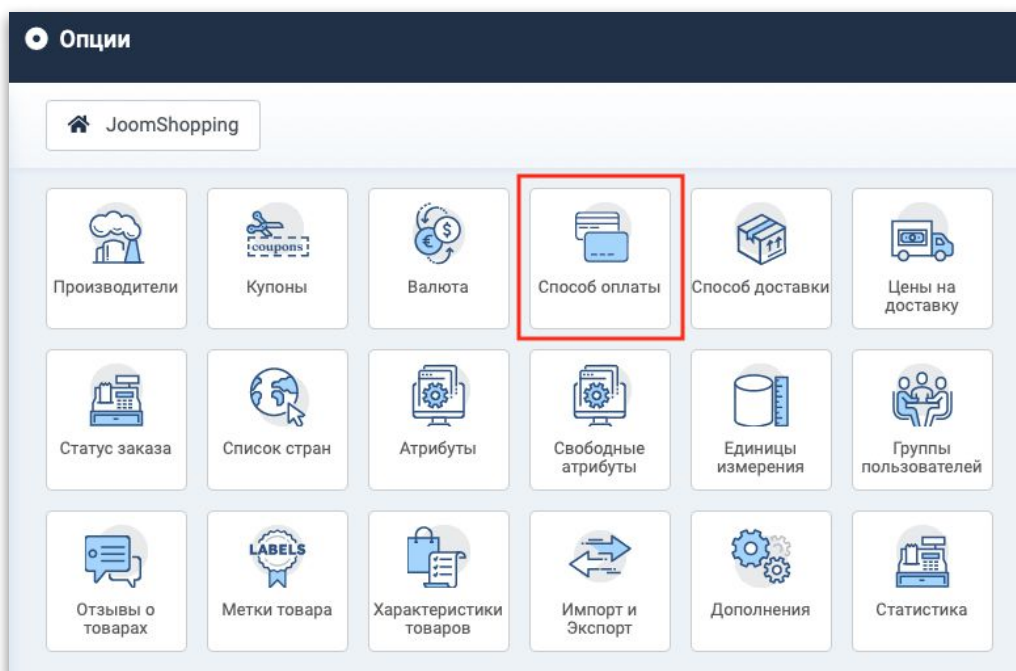 Опции
JoomShopping
coupons
Производители
Купоны
Валюта
Способ оплаты
Способ доставки
Цены на
доставку
Статус заказа
Список стран
Атрибуты
Свободные
атрибуты
Единицы
измерения
Группы
пользователей
LABELS
Отзывы о
товарах
Метки товара
Характеристики
товаров
Импорт и
Экспорт
Дополнения
Статистика